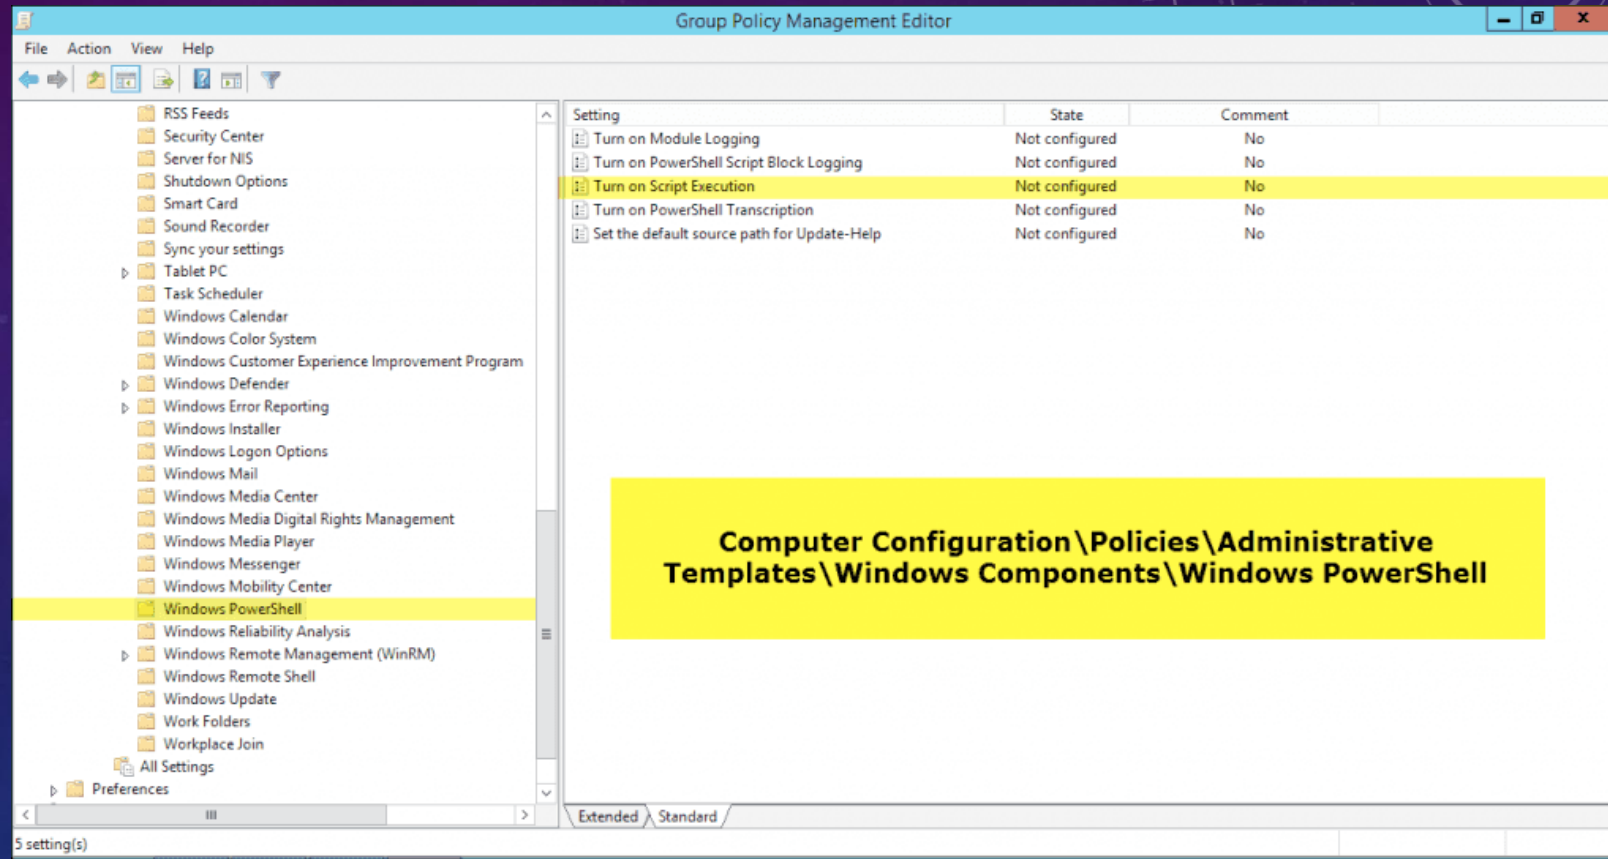 Group Policy Management Editor
File Action View Help
RSS Feeds
Security Center
Server for NIS
Shutdown Options
Smart Card
Sound Recorder
Sync your settings
Tablet PC
Task Scheduler
Windows Calendar
Windows Color System
Windows Customer Experience Improvement Program
Windows Defender
Windows Error Reporting
Windows Installer
Windows Logon Options
Windows Mail
Windows Media Center
Windows Media Digital Rights Management
Windows Media Player
Windows Messenger
Windows Mobility Center
Windows PowerShell
Windows Reliability Analysis
Windows Remote Management (WinRM)
Windows Remote Shell
Windows Update
Work Folders
Workplace Join
All Settings
Preferences
Setting State Comment
Turn on Module Logging Not configured No
Turn on PowerShell Script Block Logging Not configured No
Turn on Script Execution Not configured No
Turn on PowerShell Transcription Not configured No
Set the default source path for Update-Help Not configured No
Computer Configuration\Policies\Administrative
Templates\Windows Components\Windows PowerShell
Extended Standard
5 setting(s)